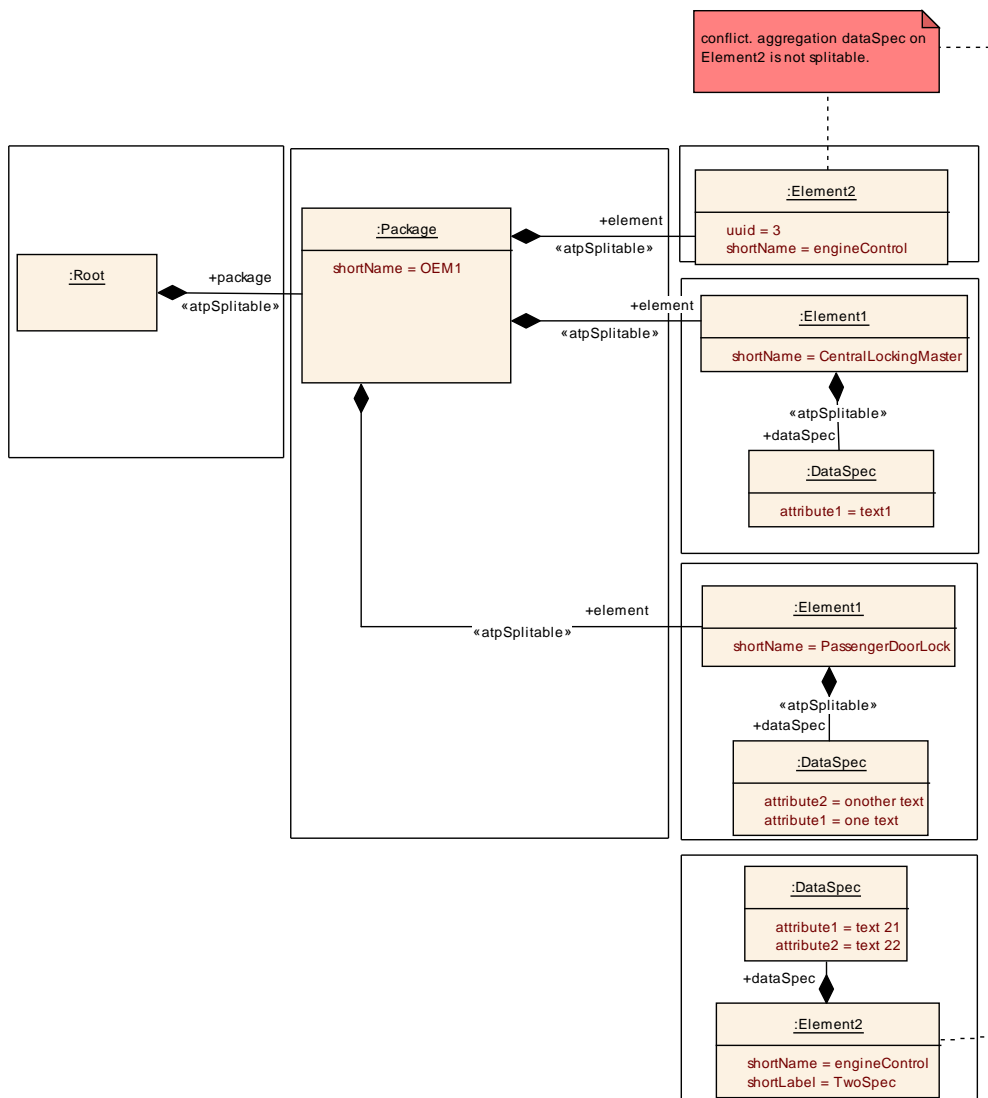 conflict. aggregation dataSpec on
Element2 is not splitable.
:Element2
uuid = 3
shortName = engineControl
+element
«atpSplitable»
:Package
shortName = OEM1
:Root
+package
«atpSplitable»
+element
«atpSplitable»
:Element1
shortName = CentralLockingMaster
«atpSplitable»
+dataSpec
:DataSpec
attribute1 = text1
+element
«atpSplitable»
:Element1
shortName = PassengerDoorLock
«atpSplitable»
+dataSpec
:DataSpec
attribute2 = onother text
attribute1 = one text
:DataSpec
attribute1 = text 21
attribute2 = text 22
+dataSpec
:Element2
shortName = engineControl
shortLabel = TwoSpec